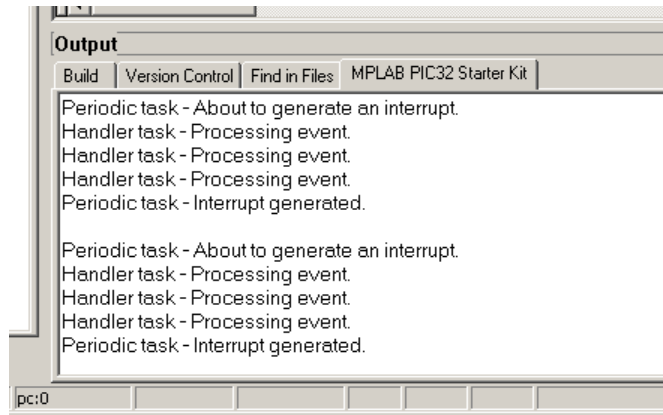 Output
Build Version Control Find in Files MPLAB PIC32 Starter Kit
Periodic task - About to generate an interrupt.
Handler task - Processing event.
Handler task - Processing event.
Handler task - Processing event.
Periodic task - Interrupt generated.
Periodic task - About to generate an interrupt.
Handler task - Processing event.
Handler task - Processing event.
Handler task - Processing event.
Periodic task - Interrupt generated.
pc:0